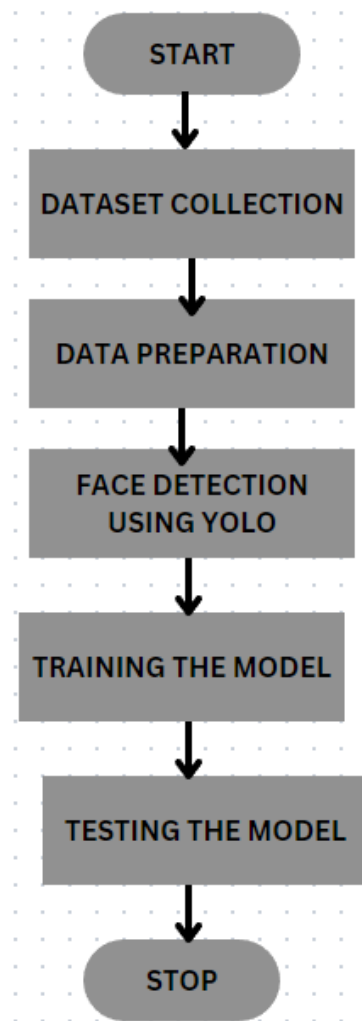 START
DATASET COLLECTION
DATA PREPARATION
FACE DETECTION
USING YOLO
TRAINING THE MODEL
TESTING THE MODEL
STOP